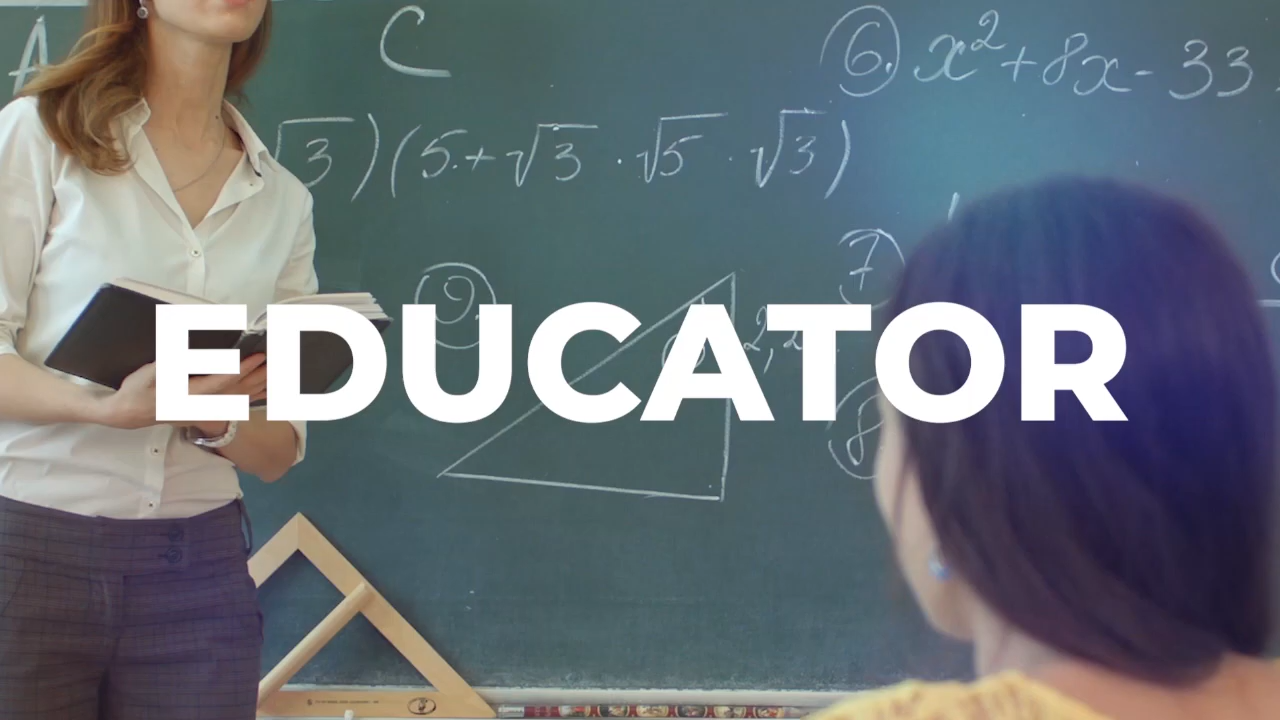 A
C
6. x² + 8x - 33
√3)(5 + √3 · √5 · √3)
7
9.
EDUCATOR
8